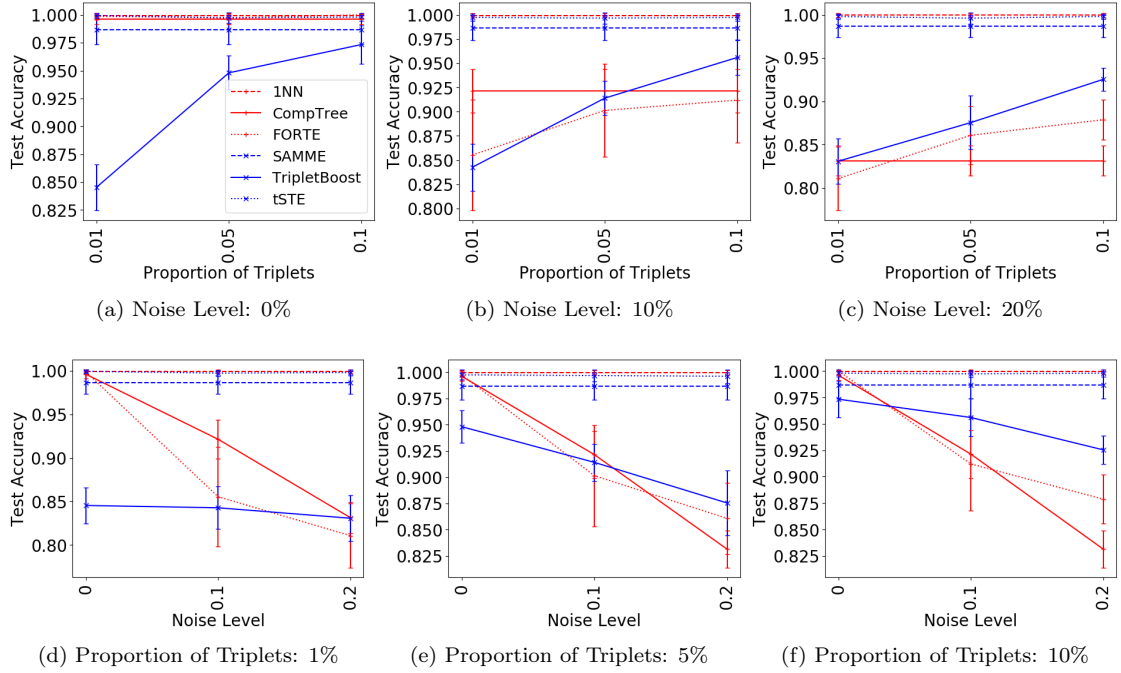 1.000
0.975
0.950
0.925
0.900
0.875
0.850
0.825
Test Accuracy
1NN
CompTree
FORTE
SAMME
TripletBoost
tSTE
0.01
0.05
0.1
Proportion of Triplets
(a) Noise Level: 0%
1.000
0.975
0.950
0.925
0.900
0.875
0.850
0.825
0.800
Test Accuracy
0.01
0.05
0.1
Proportion of Triplets
(b) Noise Level: 10%
1.00
0.95
0.90
0.85
0.80
Test Accuracy
0.01
0.05
0.1
Proportion of Triplets
(c) Noise Level: 20%
1.00
0.95
0.90
0.85
0.80
Test Accuracy
0
0.1
0.2
Noise Level
(d) Proportion of Triplets: 1%
1.000
0.975
0.950
0.925
0.900
0.875
0.850
0.825
Test Accuracy
0
0.1
0.2
Noise Level
(e) Proportion of Triplets: 5%
1.000
0.975
0.950
0.925
0.900
0.875
0.850
0.825
Test Accuracy
0
0.1
0.2
Noise Level
(f) Proportion of Triplets: 10%